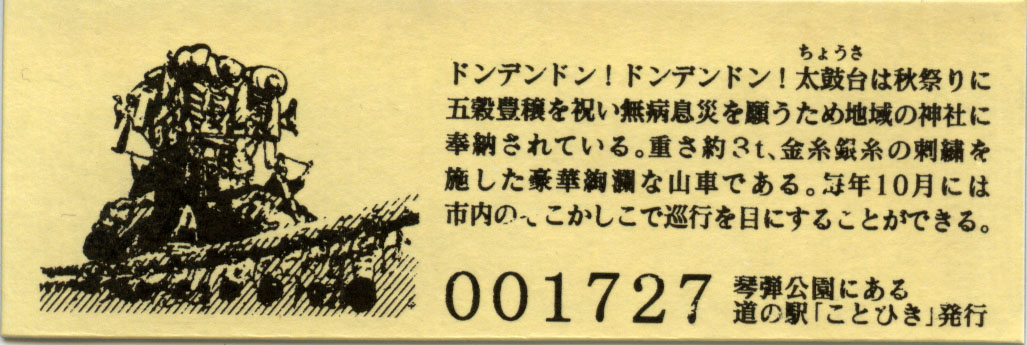 ちょうさ
ドンデンドン！ドンデンドン！太鼓台は秋祭りに
五穀豊穣を祝い無病息災を願うため地域の神社に
奉納されている。重さ約3t、金糸銀糸の刺繍を
施した豪華絢爛な山車である。毎年10月には
市内のそこかしこで巡行を目にすることができる。
001727
琴弾公園にある
道の駅「ことひき」発行